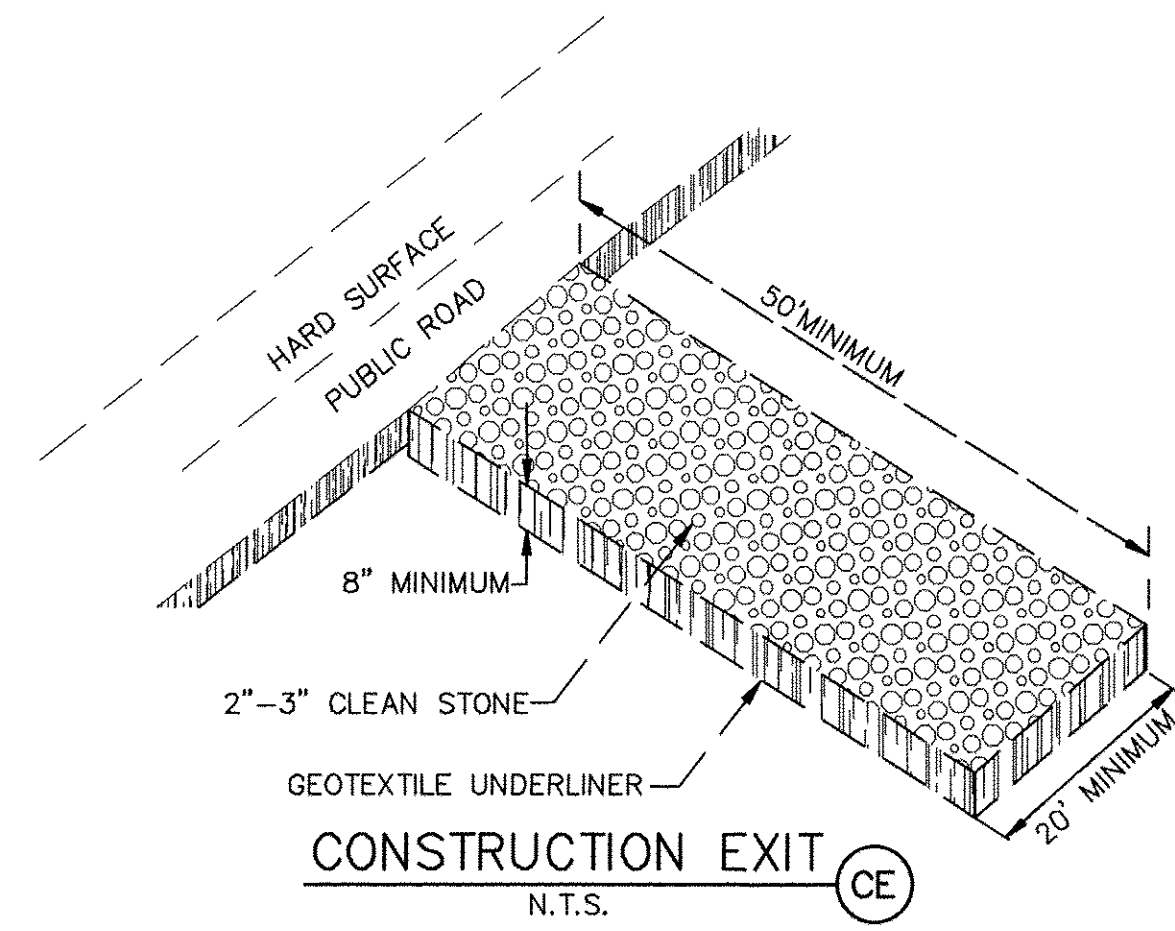 HARD SURFACE
PUBLIC ROAD
50'MINIMUM
8" MINIMUM
2"-3" CLEAN STONE
GEOTEXTILE UNDERLINER
20' MINIMUM
CONSTRUCTION EXIT
CE
N.T.S.